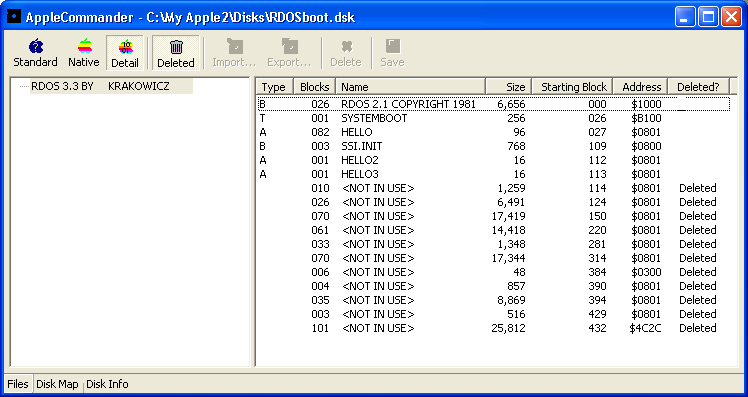 AppleCommander - C:\My Apple2\Disks\RDOSboot.dsk
Standard Native Detail Deleted Import... Export... Delete Save
RDOS 3.3 BY KRAKOWICZ
Type Blocks Name Size Starting Block Address Deleted?
B 026 RDOS 2.1 COPYRIGHT 1981 6,656 000 $1000
T 001 SYSTEMBOOT 256 026 $B100
A 082 HELLO 96 027 $0801
B 003 SSI.INIT 768 109 $0800
A 001 HELLO2 16 112 $0801
A 001 HELLO3 16 113 $0801
010 <NOT IN USE> 1,259 114 $0801 Deleted
026 <NOT IN USE> 6,491 124 $0801 Deleted
070 <NOT IN USE> 17,419 150 $0801 Deleted
061 <NOT IN USE> 14,418 220 $0801 Deleted
033 <NOT IN USE> 1,348 281 $0801 Deleted
070 <NOT IN USE> 17,344 314 $0801 Deleted
006 <NOT IN USE> 48 384 $0300 Deleted
004 <NOT IN USE> 857 390 $0801 Deleted
035 <NOT IN USE> 8,869 394 $0801 Deleted
003 <NOT IN USE> 516 429 $0801 Deleted
101 <NOT IN USE> 25,812 432 $4C2C Deleted
Files Disk Map Disk Info